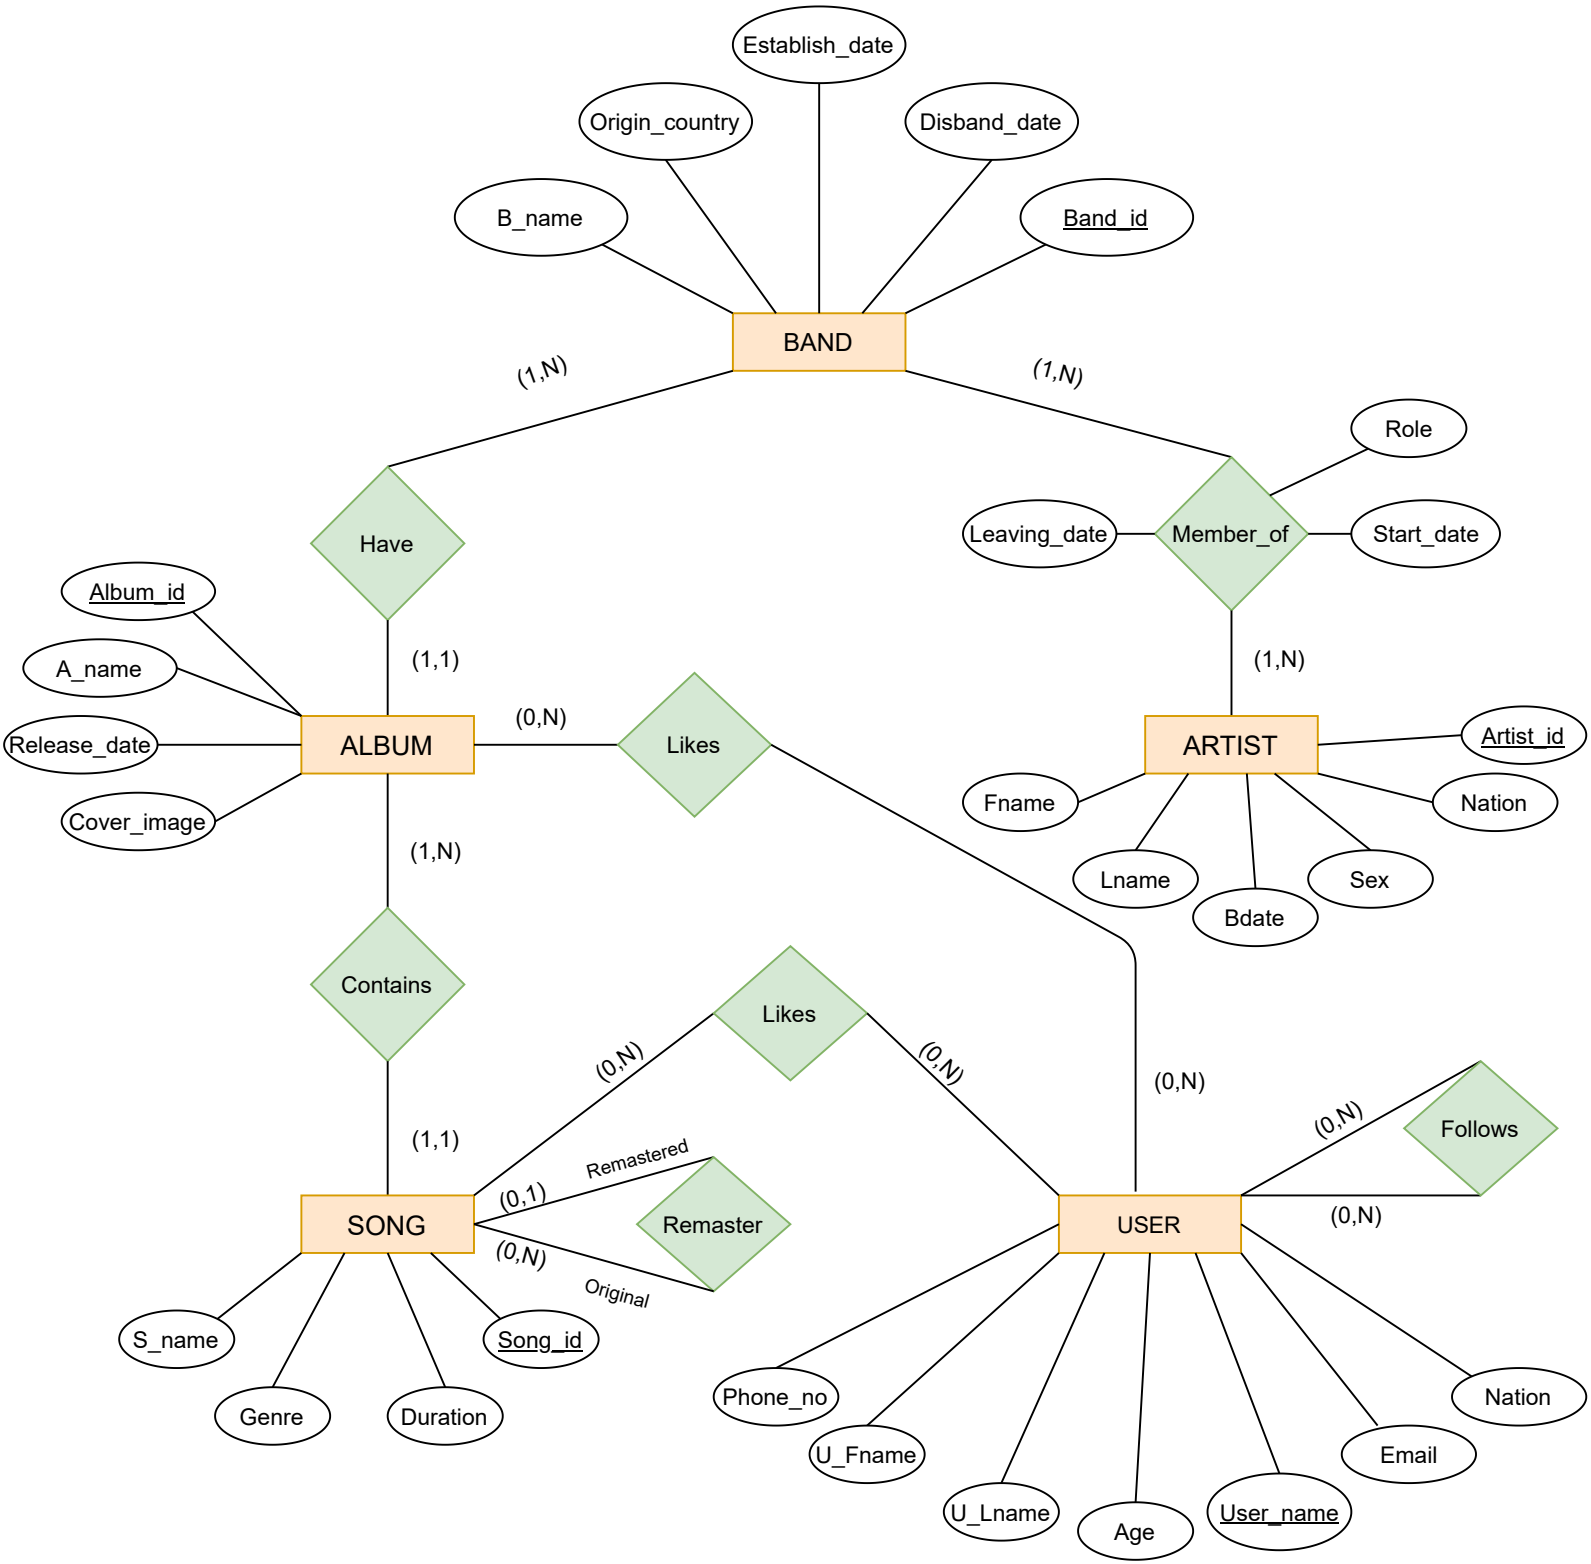 Establish_date
Origin_country
Disband_date
B_name
Band_id
BAND
(1,N)
(1,N)
Role
Have
Leaving_date
Member_of
Start_date
Album_id
A_name
(1,1)
(1,N)
Release_date
ALBUM
(0,N)
Likes
ARTIST
Artist_id
Cover_image
Fname
Nation
(1,N)
Lname
Sex
Bdate
Contains
Likes
(0,N)
(0,N)
(0,N)
Follows
(0,N)
(1,1)
Remastered
(0,1)
SONG
Remaster
USER
(0,N)
(0,N)
Original
S_name
Song_id
Genre
Duration
Phone_no
Nation
U_Fname
Email
U_Lname
User_name
Age